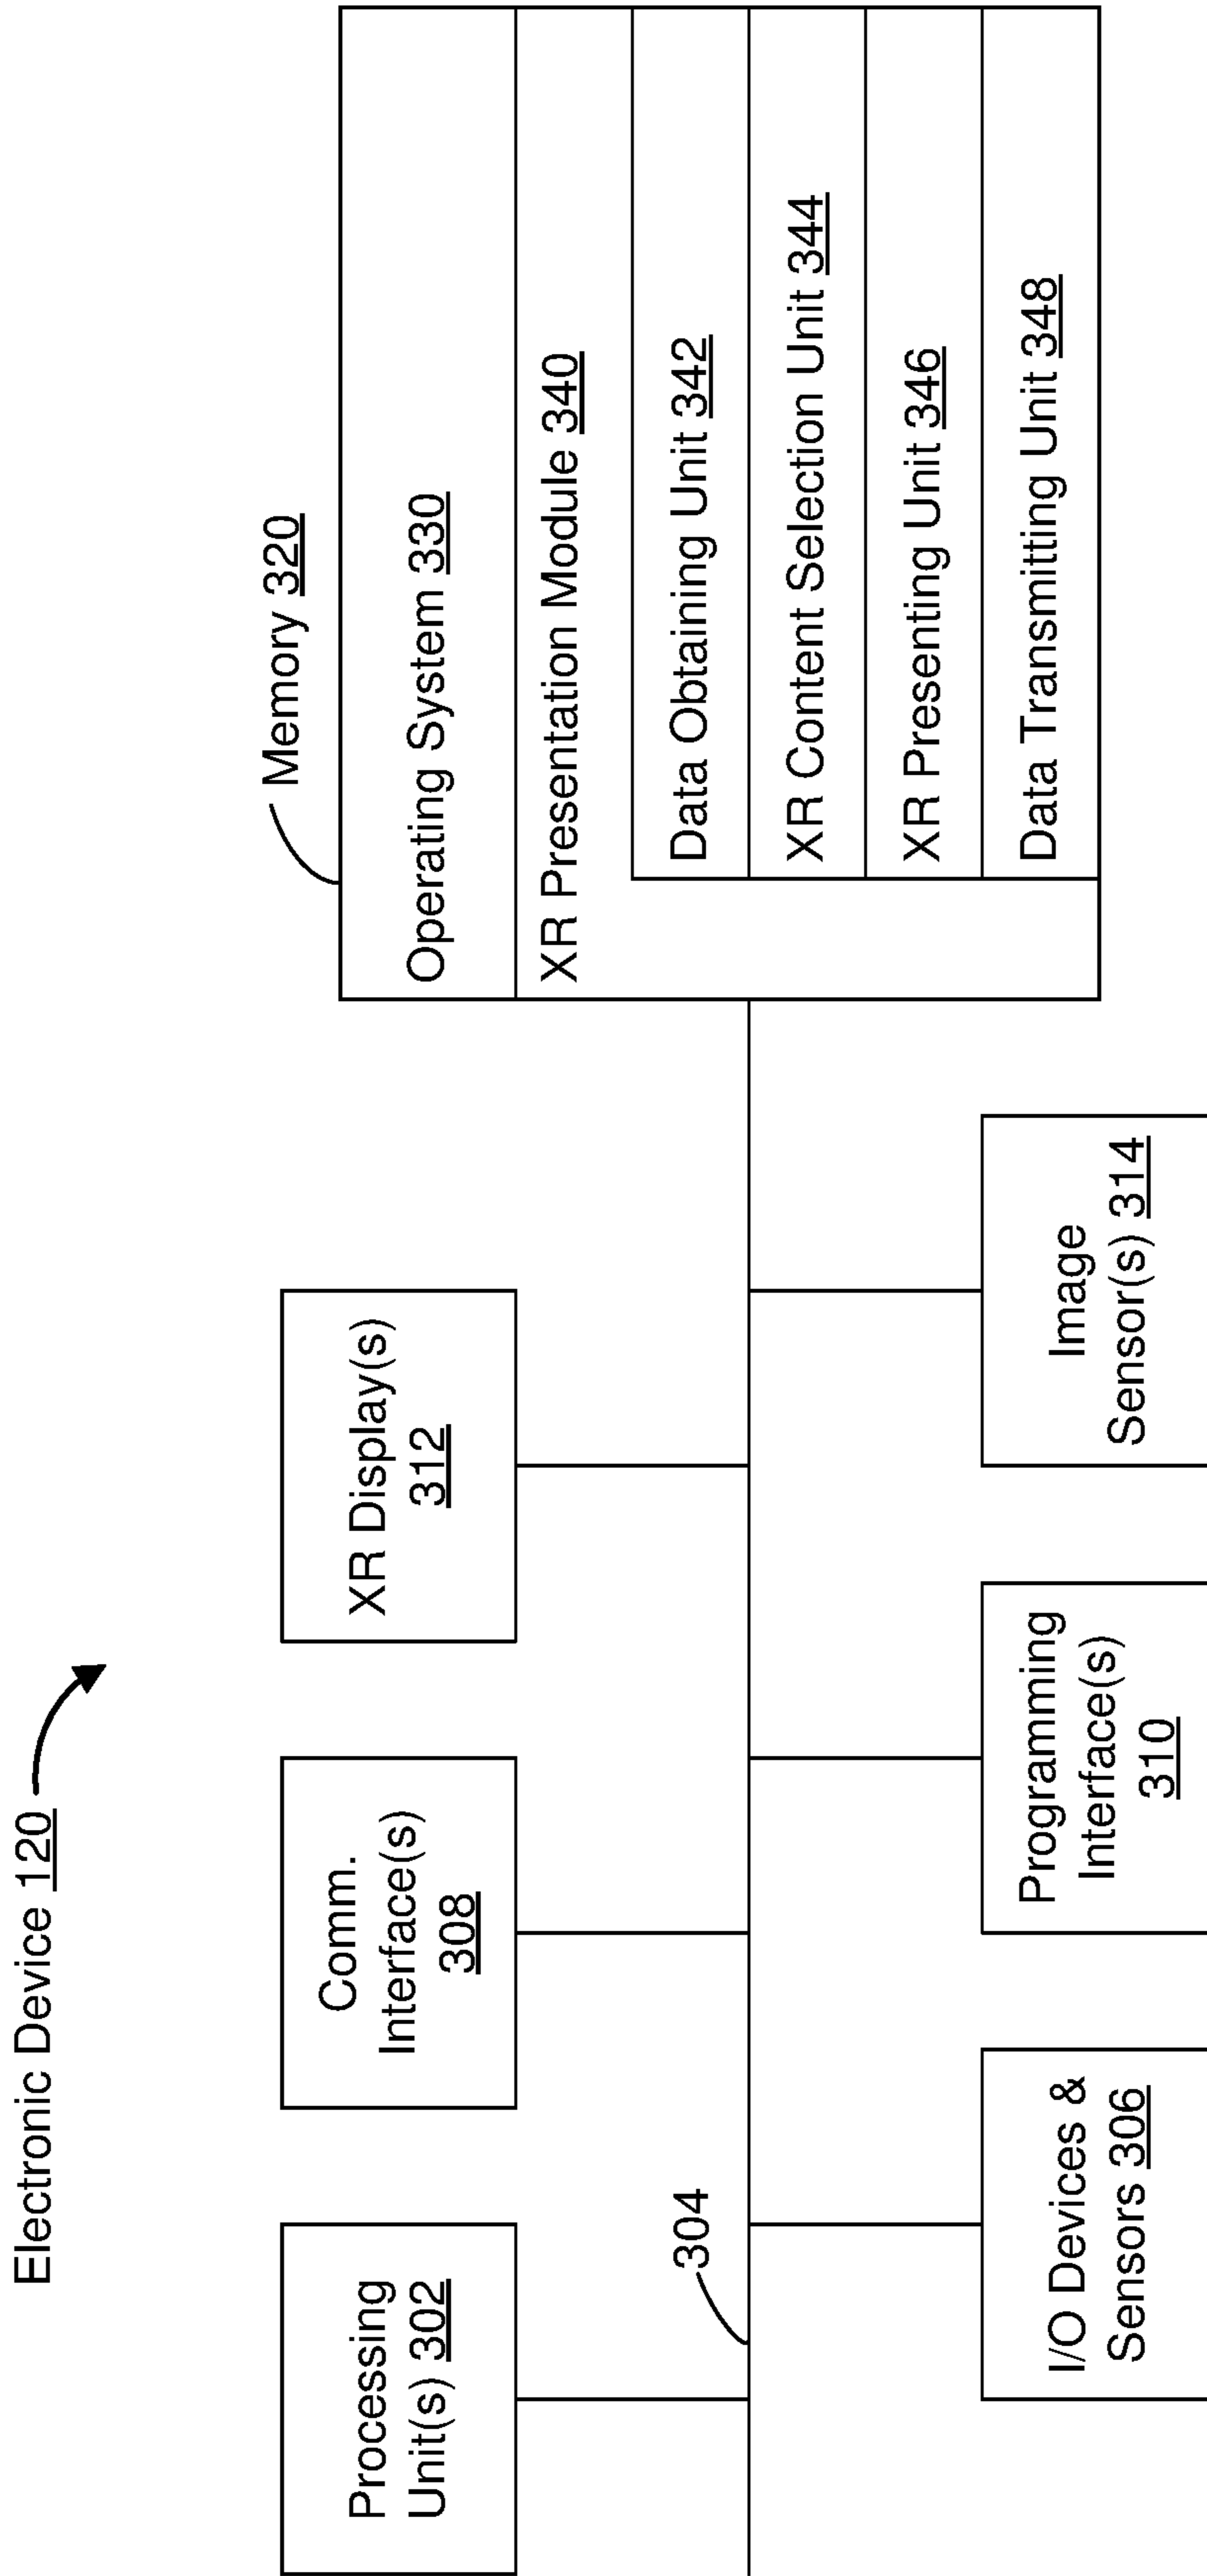 Electronic Device 120
Processing
Unit(s) 302
Comm.
Interface(s)
308
XR Display(s)
312
Memory 320
Operating System 330
XR Presentation Module 340
Data Obtaining Unit 342
XR Content Selection Unit 344
XR Presenting Unit 346
Data Transmitting Unit 348
304
I/O Devices &
Sensors 306
Programming
Interface(s)
310
Image
Sensor(s) 314